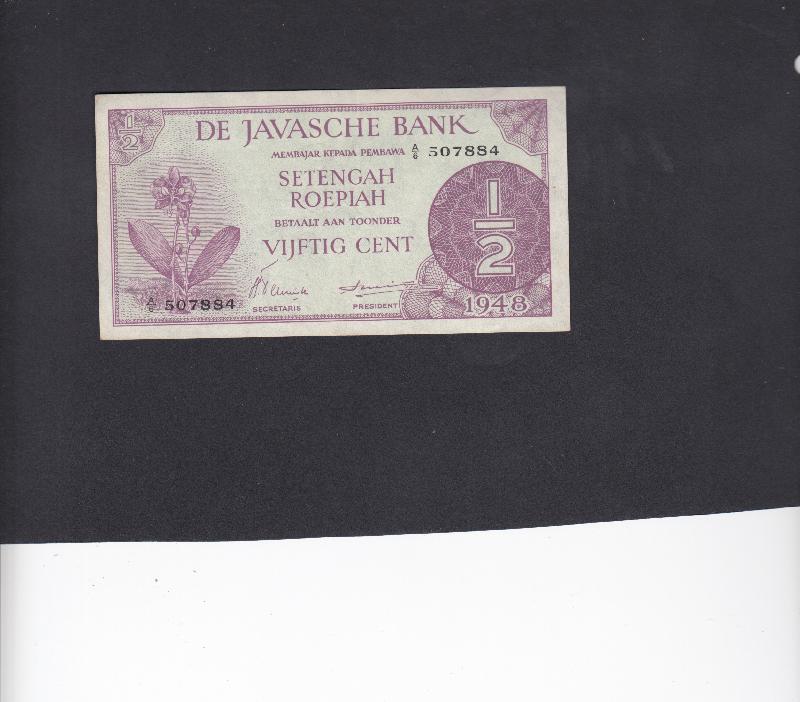 1/2
DE JAVASCHE BANK
MEMBAJAR KEPADA PEMBAWA A/6 507884
SETENGAH
ROEPIAH
BETAALT AAN TOONDER
VIJFTIG CENT
1/2
A/6 507884
SECRETARIS
PRESIDENT
1948